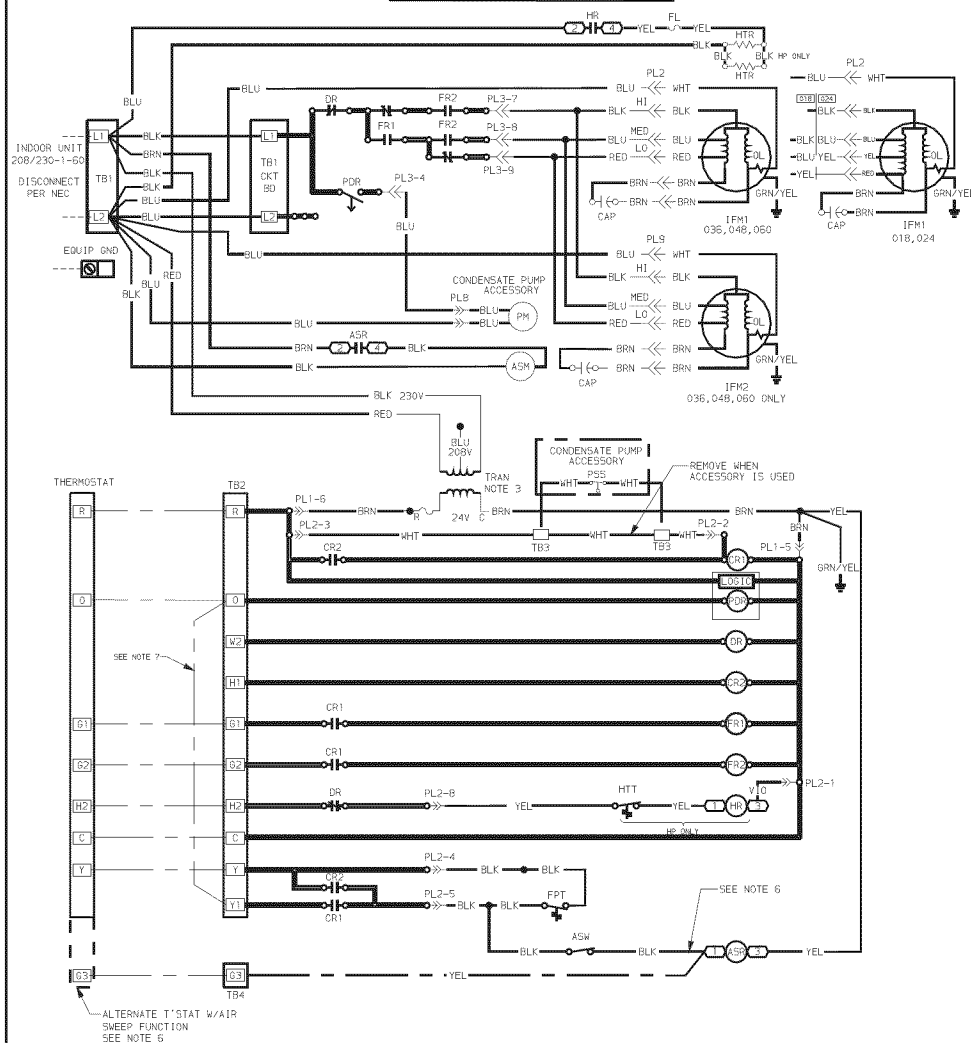 HR
2 4 YEL FL YEL
HTR
BLK BLK BLK HP ONLY
HTR
PL2
BLU WHT
018 024
BLK BLK
BLK BLU BLU
BLU YEL YEL
YEL RED
OL
BRN BRN
GRN/YEL
CAP BRN BRN
IFM1
018,024
BLU
BLU
PL2
BLU WHT
DR FR2 PL3-7
HI
BLK BLK
FR1 FR2 PL3-8
MED
BLU BLU
LO
RED RED
PL3-9
OL
BRN BRN
GRN/YEL
BRN BRN
CAP
IFM1
036,048,060
INDOOR UNIT
208/230-1-60
DISCONNECT
PER NEC
L1
TB1
L2
BLK
BRN
BLK
BLK
BLU
BLU
L1
TB1
CKT
BD
L2
PDR PL3-4
BLU
EQUIP GND
BLU
RED
BLU
BLK
BLU
PL9
BLU WHT
HI
BLK BLK
MED
BLU BLU
LO
RED RED
OL
BRN BRN
GRN/YEL
BRN BRN
CAP
IFM2
036,048,060 ONLY
CONDENSATE PUMP
ACCESSORY
PL8
BLU
BLU BLU
PM
ASR
BRN 2 4 BLK
BLK
ASM
BLK 230V
RED
BLU
208V
TRAN
NOTE 3
24V
R
C
CONDENSATE PUMP
ACCESSORY
PSS
WHT WHT
REMOVE WHEN
ACCESSORY IS USED
THERMOSTAT
TB2
R R PL1-6 BRN BRN BRN YEL
PL2-3 WHT TB3 WHT TB3 WHT PL2-2
BRN
PL1-5
CR2 CR1
GRN/YEL
LOGIC
O O PDR
W2 DR
SEE NOTE 7
H1 CR2
CR1
G1 G1 FR1
CR1
G2 G2 FR2
PL2-1
DR PL2-8 HTT VIO
H2 H2 YEL YEL 1 HR 3
HP ONLY
C C
PL2-4
Y Y BLK BLK
CR2
PL2-5
Y1 BLK BLK FPT
CR1
SEE NOTE 6
ASW
BLK BLK 1 ASR 3 YEL
G3 G3 YEL
TB4
ALTERNATE T'STAT W/AIR
SWEEP FUNCTION
SEE NOTE 6